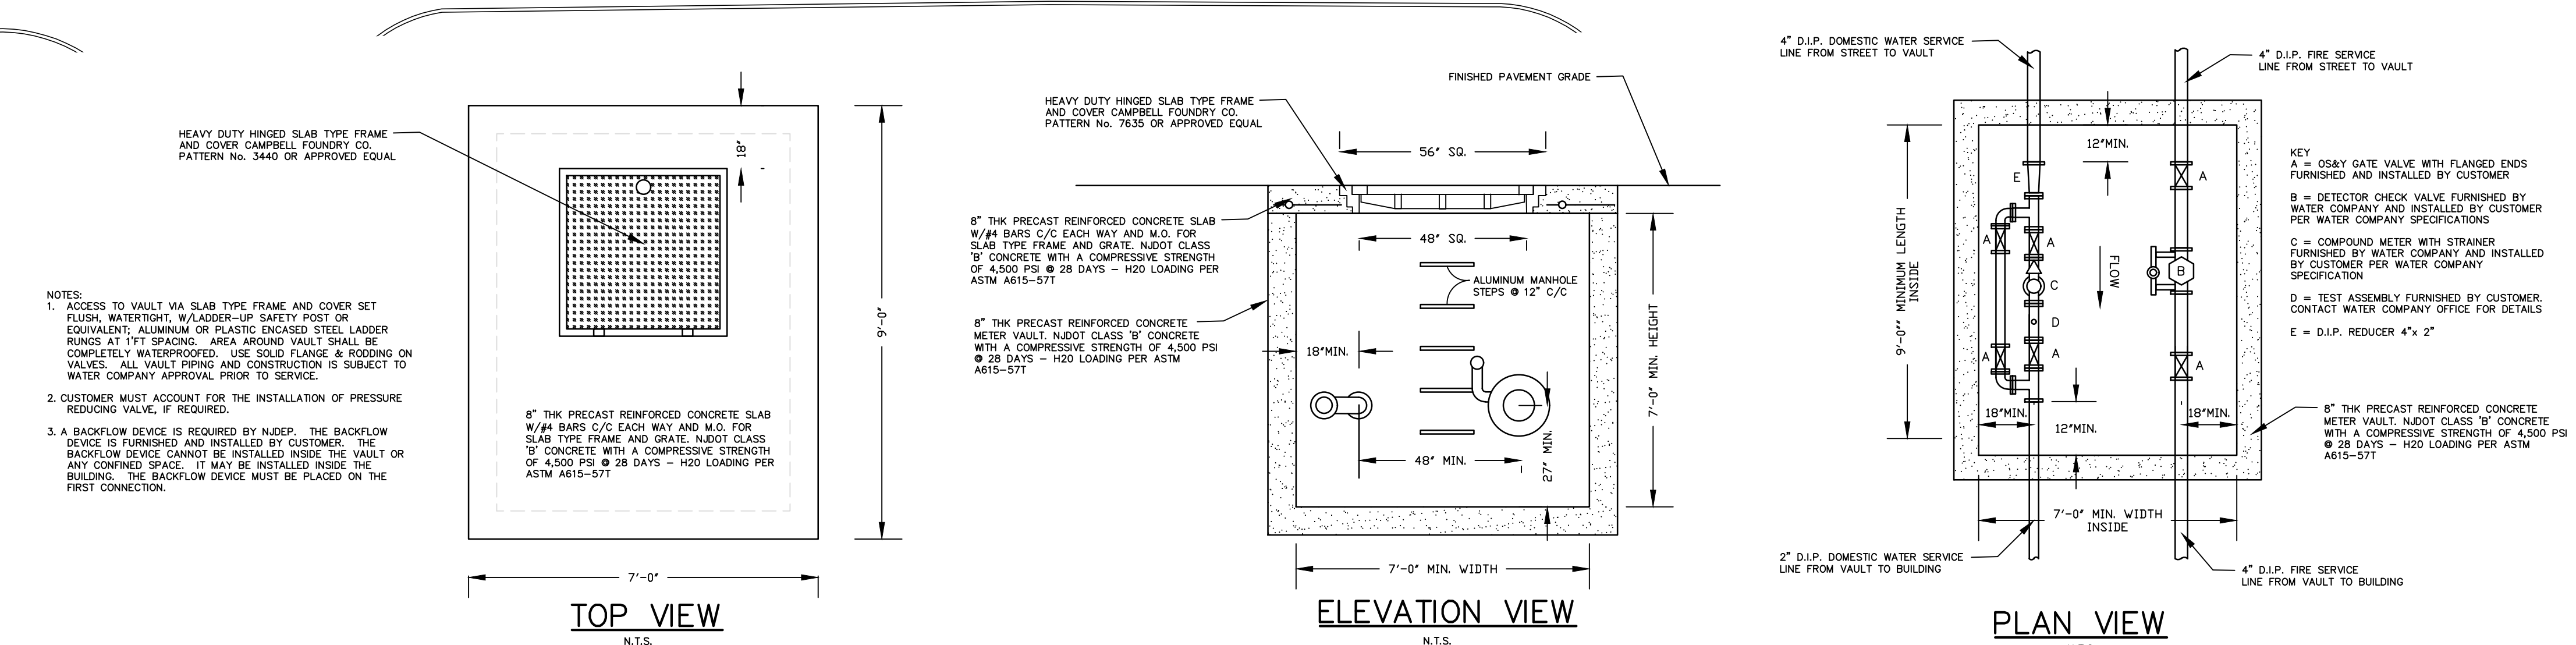 HEAVY DUTY HINGED SLAB TYPE FRAME
AND COVER CAMPBELL FOUNDRY CO.
PATTERN No. 3440 OR APPROVED EQUAL
NOTES:
1. ACCESS TO VAULT VIA SLAB TYPE FRAME AND COVER SET
FLUSH, WATERTIGHT, W/LADDER-UP SAFETY POST OR
EQUIVALENT; ALUMINUM OR PLASTIC ENCASED STEEL LADDER
RUNGS AT 1'FT SPACING. AREA AROUND VAULT SHALL BE
COMPLETELY WATERPROOFED. USE SOLID FLANGE & RODDING ON
VALVES. ALL VAULT PIPING AND CONSTRUCTION IS SUBJECT TO
WATER COMPANY APPROVAL PRIOR TO SERVICE.
2. CUSTOMER MUST ACCOUNT FOR THE INSTALLATION OF PRESSURE
REDUCING VALVE, IF REQUIRED.
3. A BACKFLOW DEVICE IS REQUIRED BY NJDEP. THE BACKFLOW
DEVICE IS FURNISHED AND INSTALLED BY CUSTOMER. THE
BACKFLOW DEVICE CANNOT BE INSTALLED INSIDE THE VAULT OR
ANY CONFINED SPACE. IT MAY BE INSTALLED INSIDE THE
BUILDING. THE BACKFLOW DEVICE MUST BE PLACED ON THE
FIRST CONNECTION.
18"
9'-0"
8" THK PRECAST REINFORCED CONCRETE SLAB
W/#4 BARS C/C EACH WAY AND M.O. FOR
SLAB TYPE FRAME AND GRATE. NJDOT CLASS
'B' CONCRETE WITH A COMPRESSIVE STRENGTH
OF 4,500 PSI @ 28 DAYS - H20 LOADING PER
ASTM A615-57T
7'-0"
TOP VIEW
N.T.S.
FINISHED PAVEMENT GRADE
HEAVY DUTY HINGED SLAB TYPE FRAME
AND COVER CAMPBELL FOUNDRY CO.
PATTERN No. 7635 OR APPROVED EQUAL
56" SQ.
8" THK PRECAST REINFORCED CONCRETE SLAB
W/#4 BARS C/C EACH WAY AND M.O. FOR
SLAB TYPE FRAME AND GRATE. NJDOT CLASS
'B' CONCRETE WITH A COMPRESSIVE STRENGTH
OF 4,500 PSI @ 28 DAYS - H20 LOADING PER
ASTM A615-57T
48" SQ.
ALUMINUM MANHOLE
STEPS @ 12" C/C
8" THK PRECAST REINFORCED CONCRETE
METER VAULT. NJDOT CLASS 'B' CONCRETE
WITH A COMPRESSIVE STRENGTH OF 4,500 PSI
@ 28 DAYS - H20 LOADING PER ASTM
A615-57T
18"MIN.
7'-0" MIN. HEIGHT
48" MIN.
27" MIN.
7'-0" MIN. WIDTH
ELEVATION VIEW
N.T.S.
4" D.I.P. DOMESTIC WATER SERVICE
LINE FROM STREET TO VAULT
4" D.I.P. FIRE SERVICE
LINE FROM STREET TO VAULT
12"MIN.
E
A
A
A
FLOW
B
C
D
A
A
A
9'-0" MINIMUM LENGTH
INSIDE
18"MIN.
18"MIN.
12"MIN.
7'-0" MIN. WIDTH
INSIDE
KEY
A = OS&Y GATE VALVE WITH FLANGED ENDS
FURNISHED AND INSTALLED BY CUSTOMER
B = DETECTOR CHECK VALVE FURNISHED BY
WATER COMPANY AND INSTALLED BY CUSTOMER
PER WATER COMPANY SPECIFICATIONS
C = COMPOUND METER WITH STRAINER
FURNISHED BY WATER COMPANY AND INSTALLED
BY CUSTOMER PER WATER COMPANY
SPECIFICATION
D = TEST ASSEMBLY FURNISHED BY CUSTOMER.
CONTACT WATER COMPANY OFFICE FOR DETAILS
E = D.I.P. REDUCER 4"x 2"
8" THK PRECAST REINFORCED CONCRETE
METER VAULT. NJDOT CLASS 'B' CONCRETE
WITH A COMPRESSIVE STRENGTH OF 4,500 PSI
@ 28 DAYS - H20 LOADING PER ASTM
A615-57T
2" D.I.P. DOMESTIC WATER SERVICE
LINE FROM VAULT TO BUILDING
4" D.I.P. FIRE SERVICE
LINE FROM VAULT TO BUILDING
PLAN VIEW